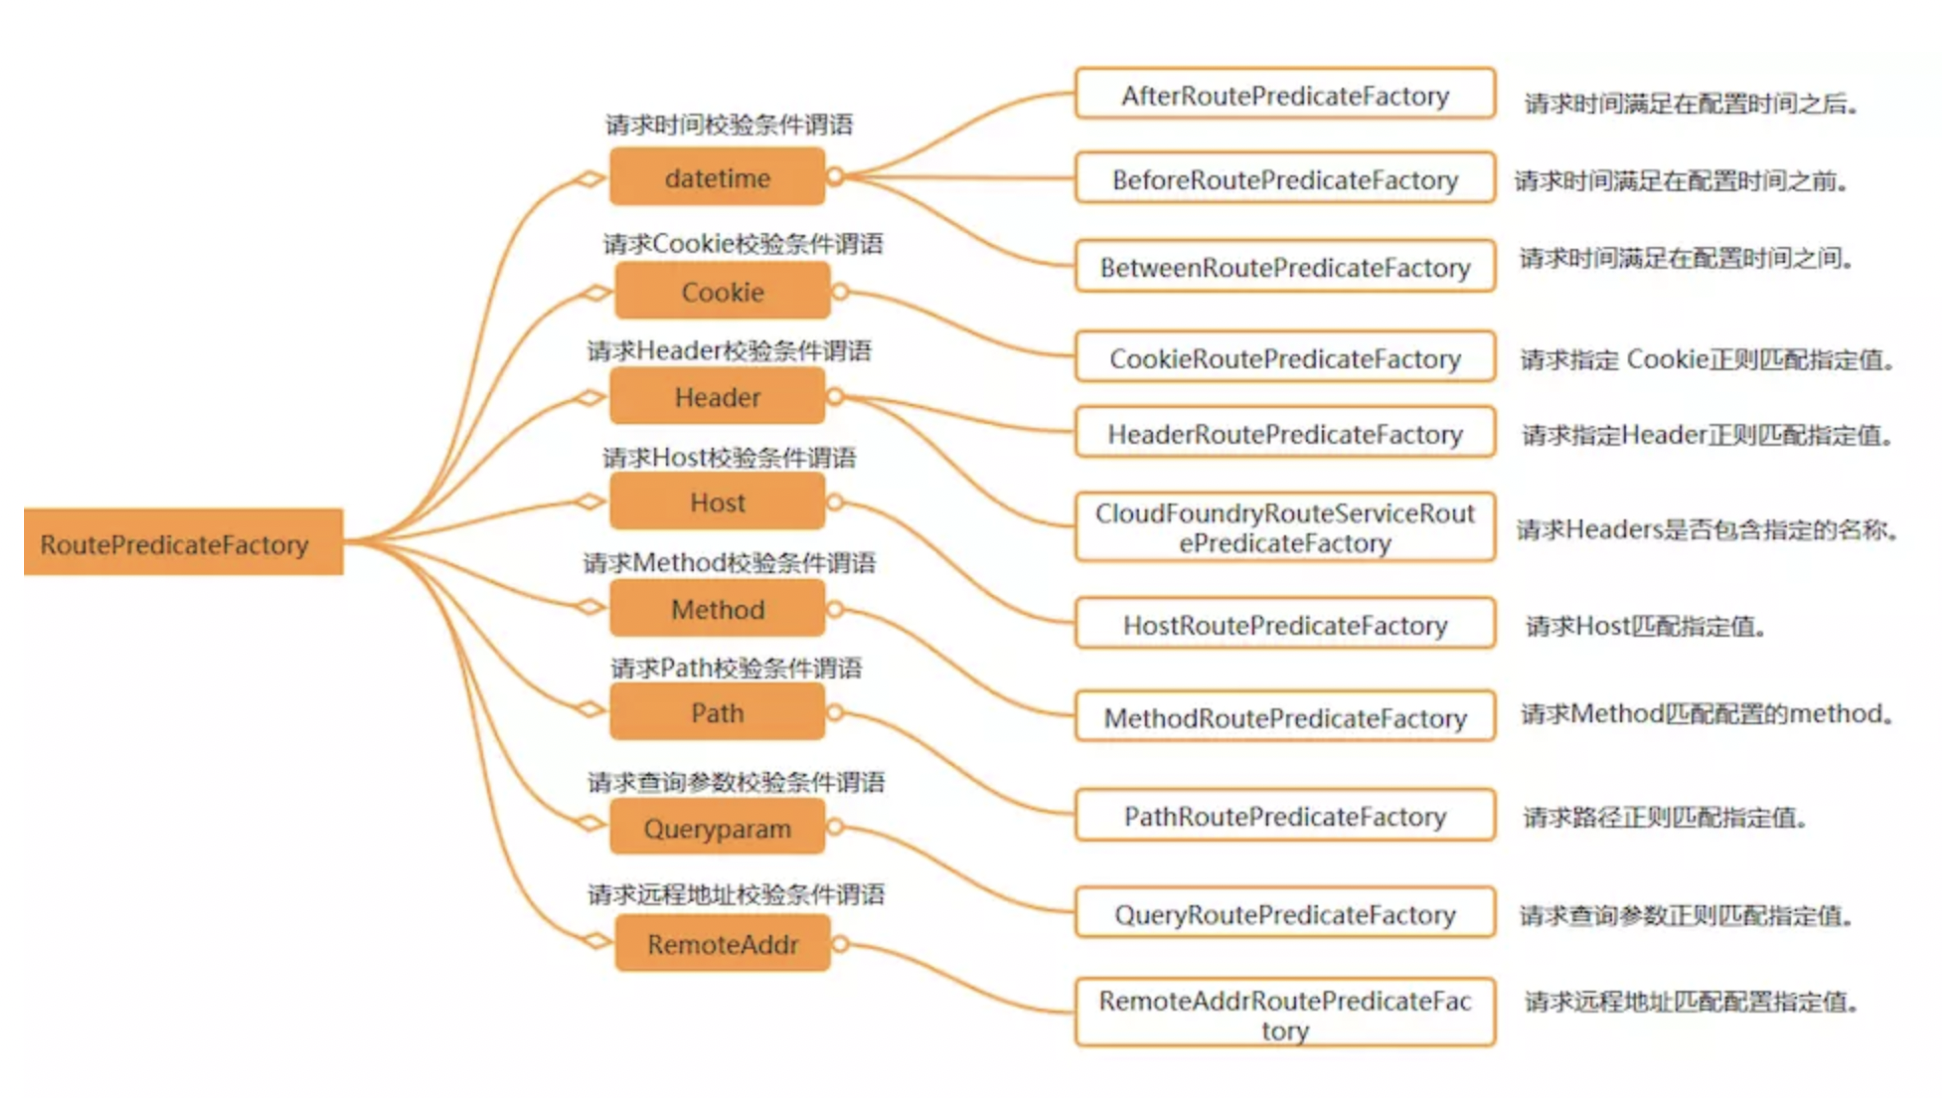 RoutePredicateFactory
请求时间校验条件谓语
datetime
AfterRoutePredicateFactory
请求时间满足在配置时间之后。
BeforeRoutePredicateFactory
请求时间满足在配置时间之前。
BetweenRoutePredicateFactory
请求时间满足在配置时间之间。
请求Cookie校验条件谓语
Cookie
CookieRoutePredicateFactory
请求指定 Cookie正则匹配指定值。
请求Header校验条件谓语
Header
HeaderRoutePredicateFactory
请求指定Header正则匹配指定值。
CloudFoundryRouteServiceRout
ePredicateFactory
请求Headers是否包含指定的名称。
请求Host校验条件谓语
Host
HostRoutePredicateFactory
请求Host匹配指定值。
请求Method校验条件谓语
Method
MethodRoutePredicateFactory
请求Method匹配配置的method。
请求Path校验条件谓语
Path
PathRoutePredicateFactory
请求路径正则匹配指定值。
请求查询参数校验条件谓语
Queryparam
QueryRoutePredicateFactory
请求查询参数正则匹配指定值。
请求远程地址校验条件谓语
RemoteAddr
RemoteAddrRoutePredicateFac
tory
请求远程地址匹配配置指定值。